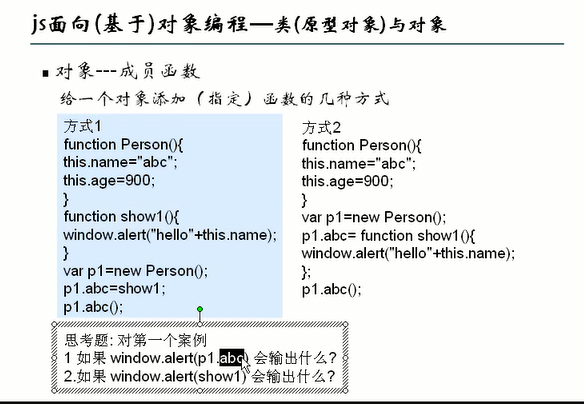 js面向(基于)对象编程—类(原型对象)与对象
对象---成员函数
给一个对象添加（指定）函数的几种方式
方式1
function Person(){
this.name="abc";
this.age=900;
}
function show1(){
window.alert("hello"+this.name);
}
var p1=new Person();
p1.abc=show1;
p1.abc();
方式2
function Person(){
this.name="abc";
this.age=900;
}
var p1=new Person();
p1.abc= function show1(){
window.alert("hello"+this.name);
};
p1.abc();
思考题: 对第一个案例
1 如果 window.alert(p1.abc) 会输出什么?
2.如果 window.alert(show1) 会输出什么?